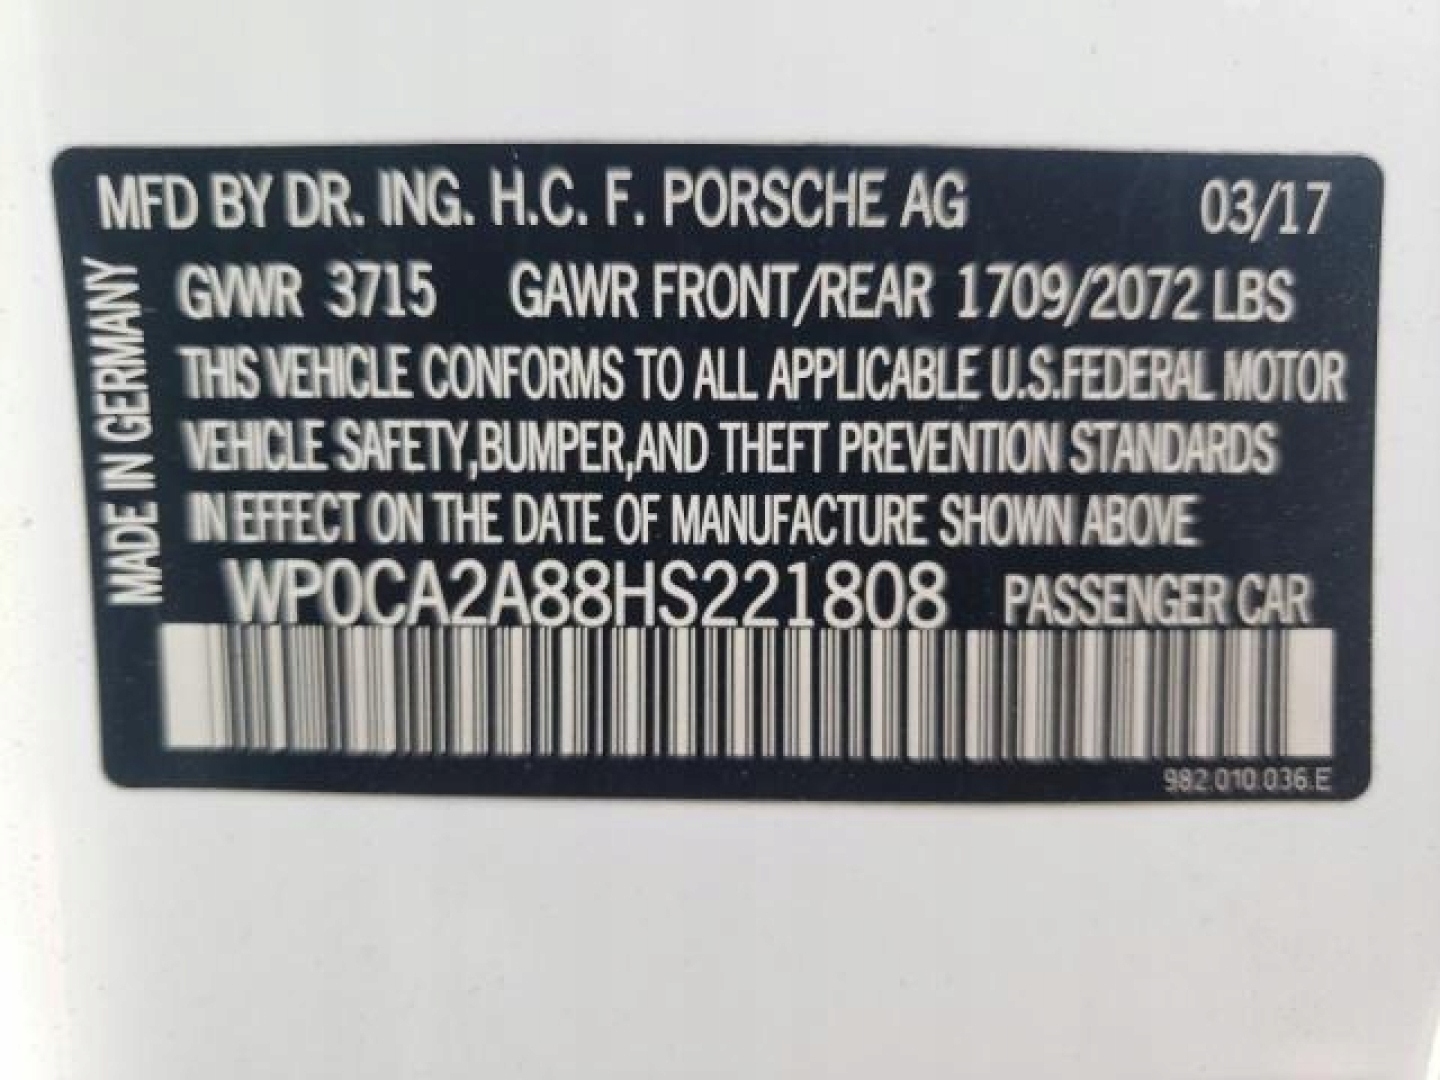 MFD BY DR. ING. H.C. F. PORSCHE AG 03/17
GVWR 3715 GAWR FRONT/REAR 1709/2072 LBS
THIS VEHICLE CONFORMS TO ALL APPLICABLE U.S.FEDERAL MOTOR
VEHICLE SAFETY,BUMPER,AND THEFT PREVENTION STANDARDS
IN EFFECT ON THE DATE OF MANUFACTURE SHOWN ABOVE
WP0CA2A88HS221808 PASSENGER CAR
982.010.036.E
MADE IN GERMANY